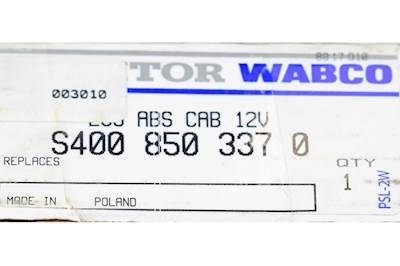 TOR WABCO
003010
ABS CAB 12V
S400 850 337 0
REPLACES
QTY
1
PSL-2W
MADE IN POLAND